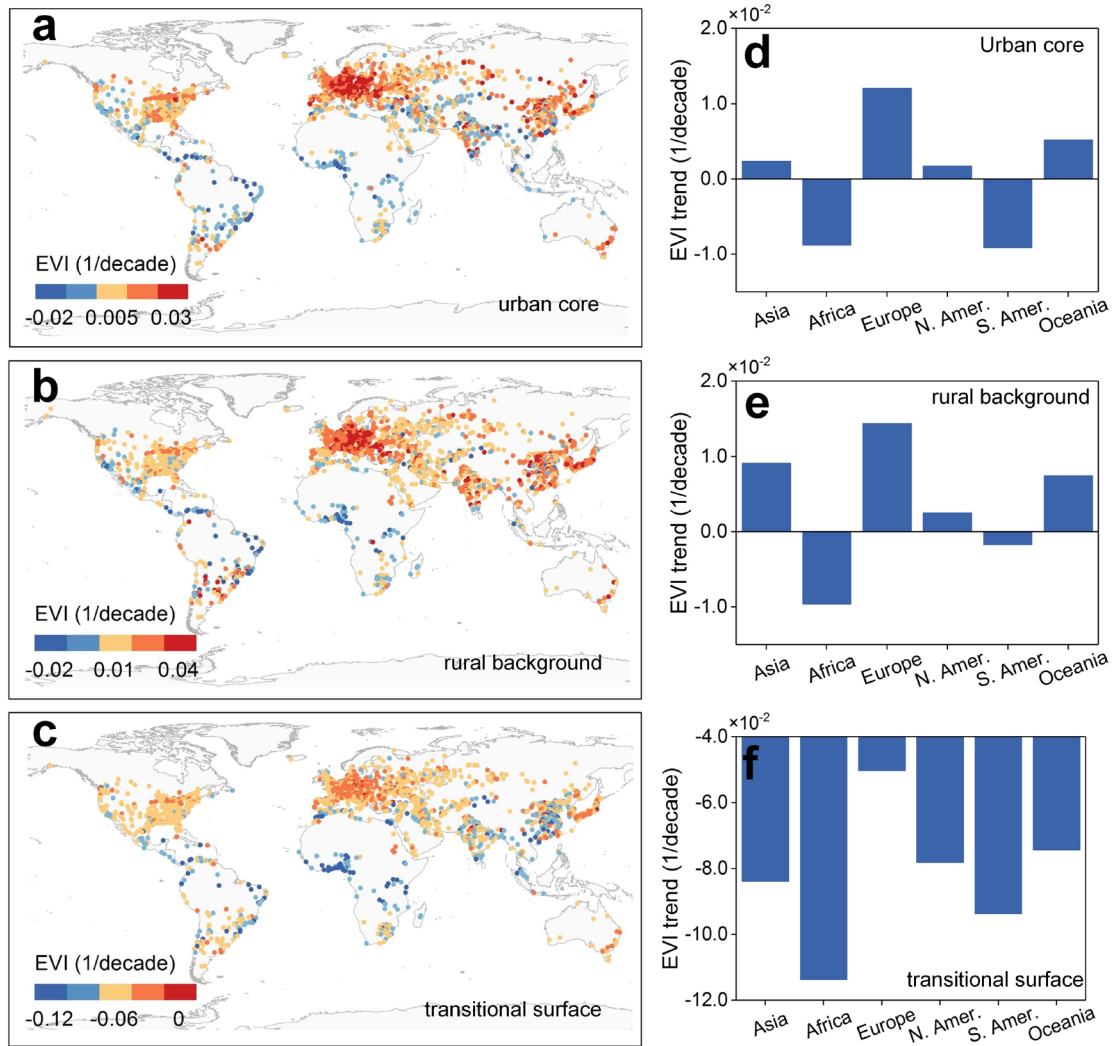 a
EVI (1/decade)
-0.02 0.005 0.03
urban core
b
EVI (1/decade)
-0.02 0.01 0.04
rural background
c
EVI (1/decade)
-0.12 -0.06 0
transitional surface
×10⁻²
2.0
d
Urban core
1.0
0.0
-1.0
EVI trend (1/decade)
Asia Africa Europe N. Amer. S. Amer. Oceania
×10⁻²
2.0
e
rural background
1.0
0.0
-1.0
EVI trend (1/decade)
Asia Africa Europe N. Amer. S. Amer. Oceania
×10⁻²
-4.0
f
-6.0
-8.0
-10.0
-12.0
EVI trend (1/decade)
transitional surface
Asia Africa Europe N. Amer. S. Amer. Oceania